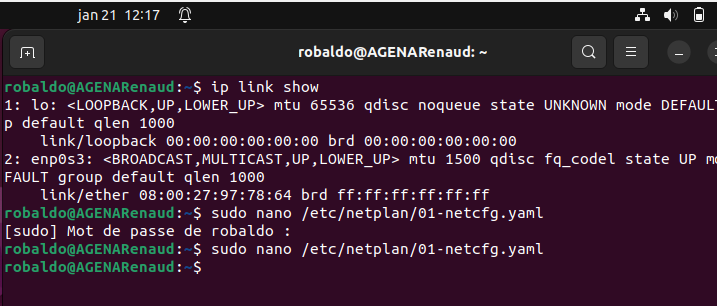 jan 21 12:17
robaldo@AGENARenaud: ~
robaldo@AGENARenaud:~$ ip link show
1: lo: <LOOPBACK,UP,LOWER_UP> mtu 65536 qdisc noqueue state UNKNOWN mode DEFAULT
p default qlen 1000
    link/loopback 00:00:00:00:00:00 brd 00:00:00:00:00:00
2: enp0s3: <BROADCAST,MULTICAST,UP,LOWER_UP> mtu 1500 qdisc fq_codel state UP mo
FAULT group default qlen 1000
    link/ether 08:00:27:97:78:64 brd ff:ff:ff:ff:ff:ff
robaldo@AGENARenaud:~$ sudo nano /etc/netplan/01-netcfg.yaml
[sudo] Mot de passe de robaldo :
robaldo@AGENARenaud:~$ sudo nano /etc/netplan/01-netcfg.yaml
robaldo@AGENARenaud:~$